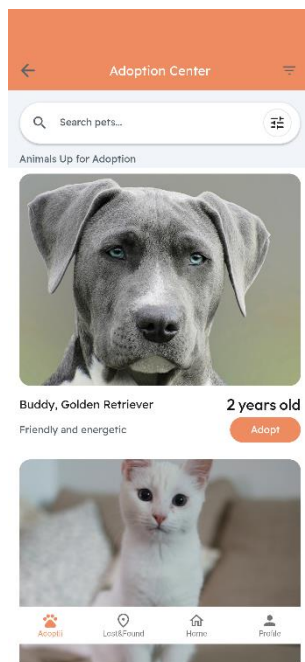 Adoption Center
Search pets...
Animals Up for Adoption
Buddy, Golden Retriever 2 years old
Friendly and energetic Adopt
Adoptii Lost&Found Home Profile